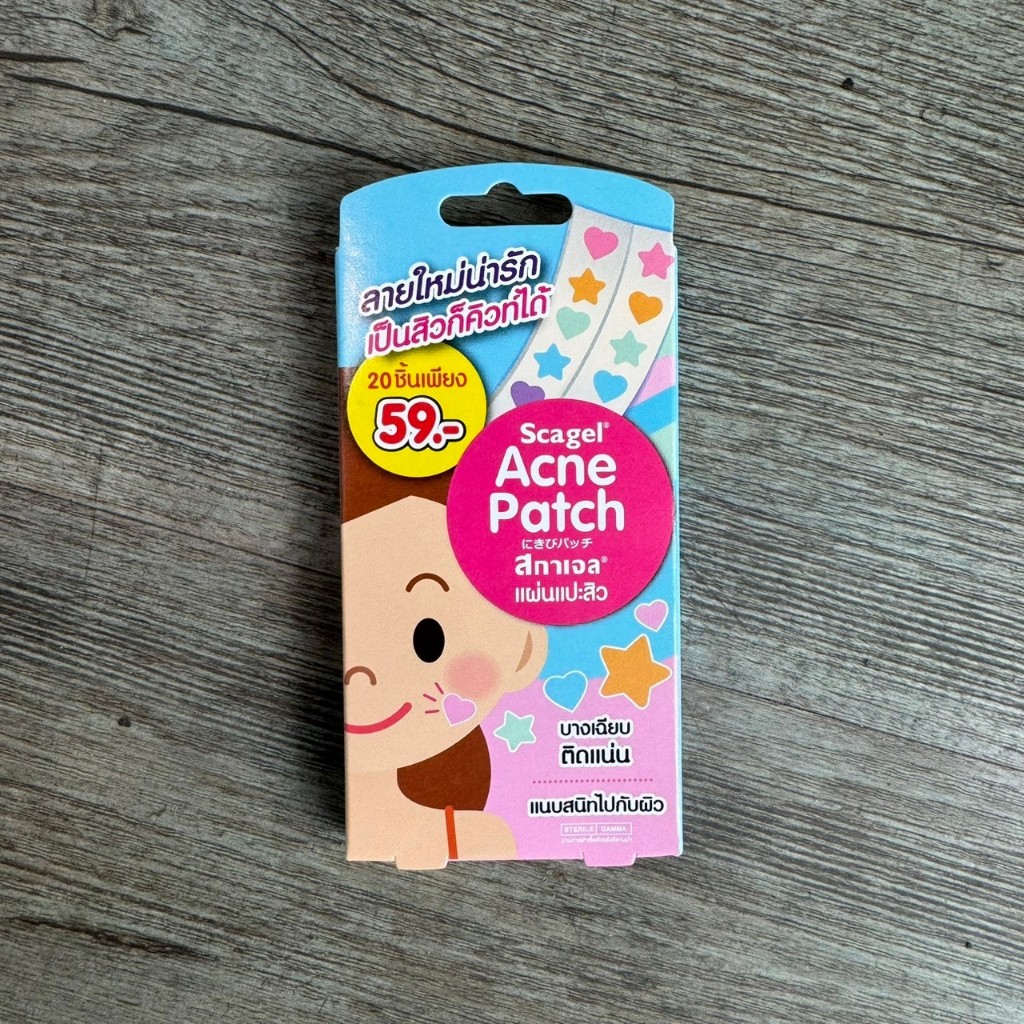 ลายใหม่น่ารัก
เป็นสิวก็คิวท์ได้
20 ชิ้นเพียง
59.-
Scagel®
Acne
Patch
にきびパッチ
สกาเจล®
แผ่นแปะสิว
บางเฉียบ
ติดแน่น
แนบสนิทไปกับผิว
STERILE GAMMA